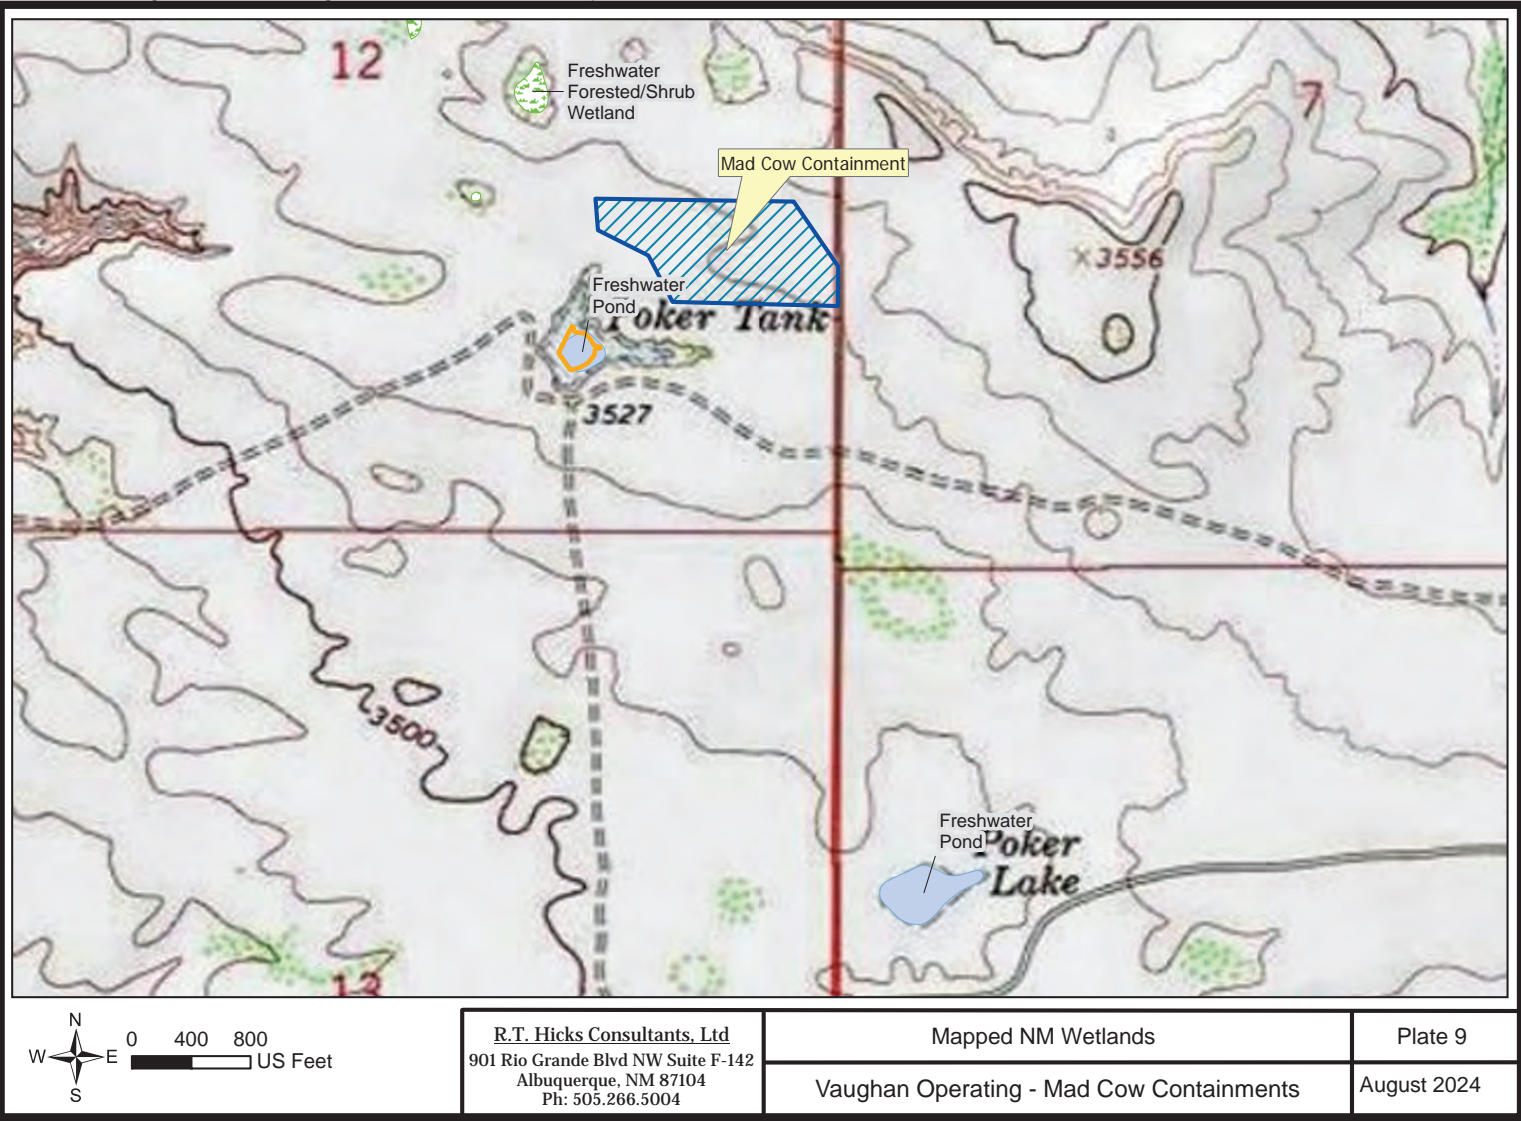 12
Freshwater
Forested/Shrub
Wetland
7
Mad Cow Containment
3556
Freshwater
Pond
Poker Tank
3527
3500
Freshwater
Pond
Poker
Lake
13
N
W E
S
0 400 800
US Feet
R.T. Hicks Consultants, Ltd
901 Rio Grande Blvd NW Suite F-142
Albuquerque, NM 87104
Ph: 505.266.5004
Mapped NM Wetlands
Vaughan Operating - Mad Cow Containments
Plate 9
August 2024